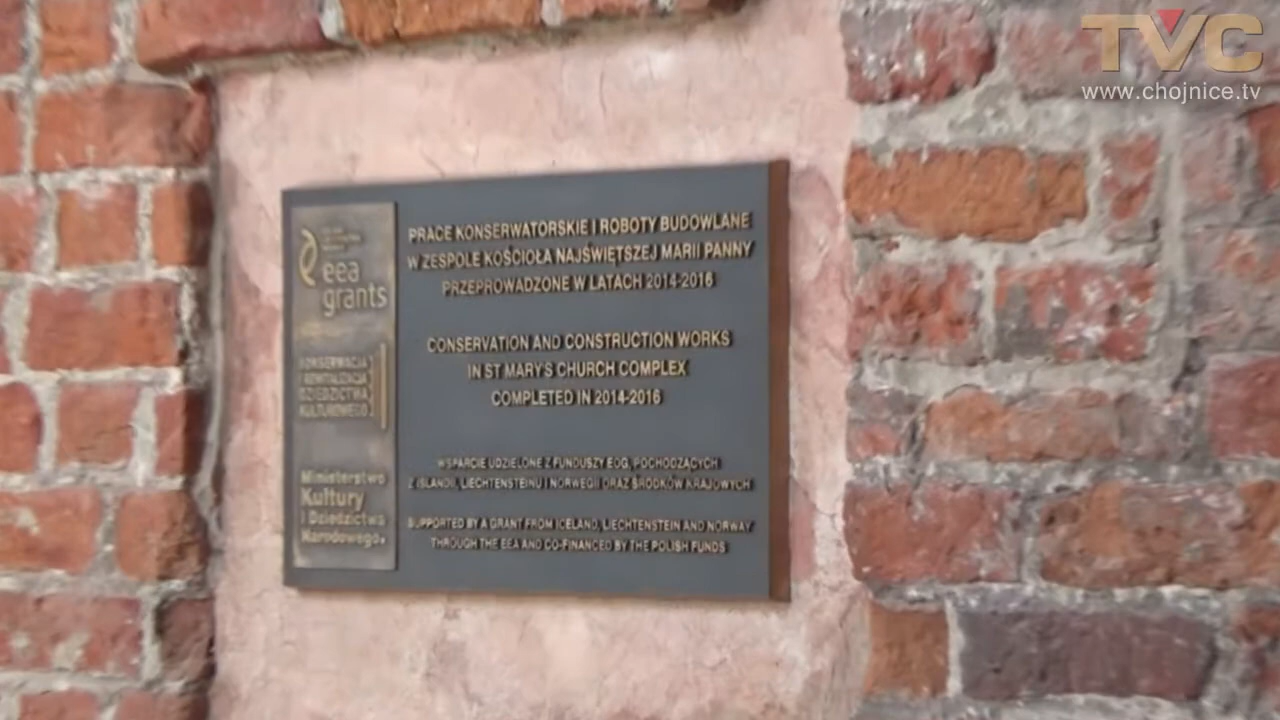 TVC
www.chojnice.tv
eea
grants
KONSERWACJA
I REWITALIZACJA
DZIEDZICTWA
KULTUROWEGO
Ministerstwo
Kultury
i Dziedzictwa
Narodowego.
PRACE KONSERWATORSKIE I ROBOTY BUDOWLANE
W ZESPOLE KOŚCIOŁA NAJŚWIĘTSZEJ MARII PANNY
PRZEPROWADZONE W LATACH 2014-2016
CONSERVATION AND CONSTRUCTION WORKS
IN ST MARY'S CHURCH COMPLEX
COMPLETED IN 2014-2016
WSPARCIE UDZIELONE Z FUNDUSZY EOG, POCHODZĄCYCH
Z ISLANDII, LIECHTENSTEINU I NORWEGII ORAZ ŚRODKÓW KRAJOWYCH
SUPPORTED BY A GRANT FROM ICELAND, LIECHTENSTEIN AND NORWAY
THROUGH THE EEA AND CO-FINANCED BY THE POLISH FUNDS